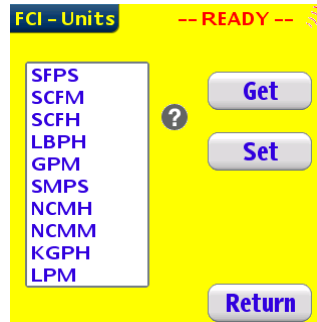 FCI – Units
-- READY --
SFPS
SCFM
SCFH
LBPH
GPM
SMPS
NCMH
NCMM
KGPH
LPM
?
Get
Set
Return